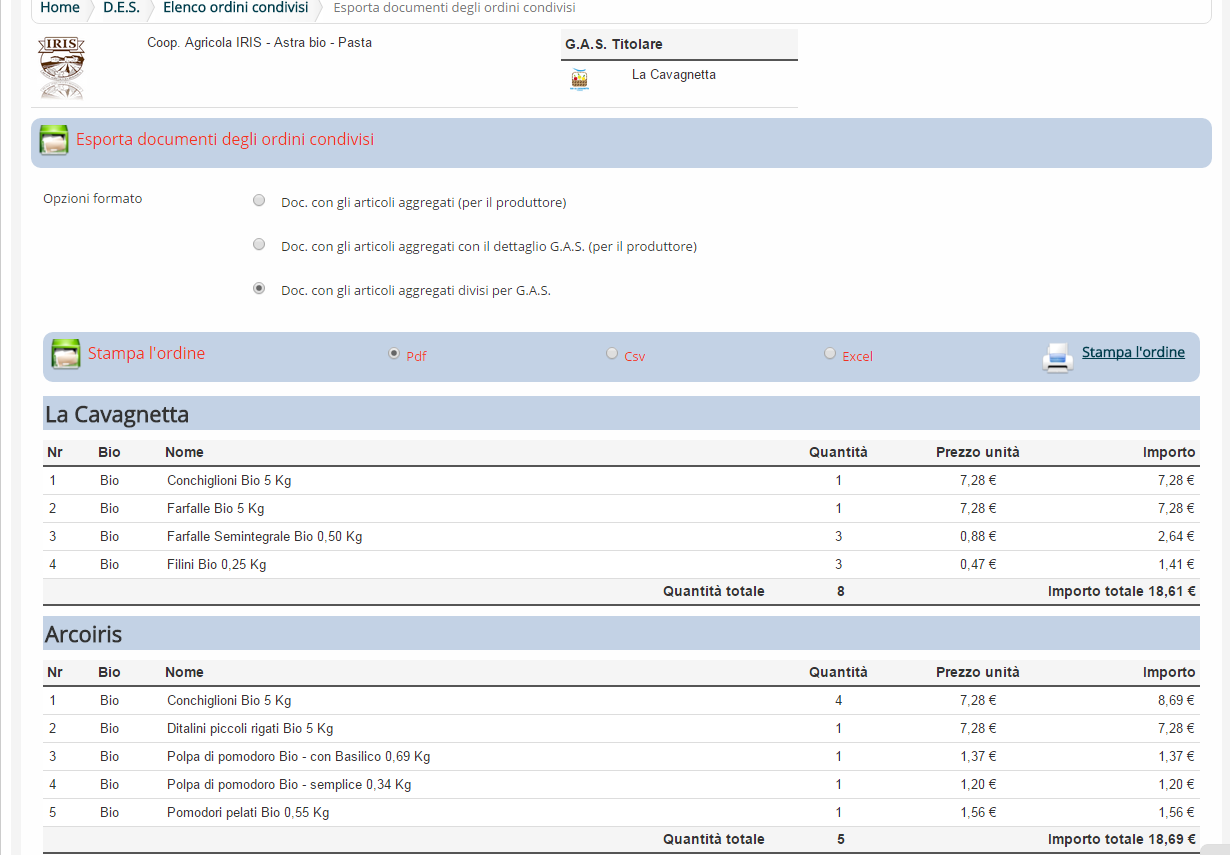 Home D.E.S. Elenco ordini condivisi Esporta documenti degli ordini condivisi
IRIS
Coop. Agricola IRIS - Astra bio - Pasta
G.A.S. Titolare
La Cavagnetta
Esporta documenti degli ordini condivisi
Opzioni formato
Doc. con gli articoli aggregati (per il produttore)
Doc. con gli articoli aggregati con il dettaglio G.A.S. (per il produttore)
Doc. con gli articoli aggregati divisi per G.A.S.
Stampa l'ordine Pdf Csv Excel Stampa l'ordine
La Cavagnetta
Nr Bio Nome Quantità Prezzo unità Importo
1 Bio Conchiglioni Bio 5 Kg 1 7,28 € 7,28 €
2 Bio Farfalle Bio 5 Kg 1 7,28 € 7,28 €
3 Bio Farfalle Semintegrale Bio 0,50 Kg 3 0,88 € 2,64 €
4 Bio Filini Bio 0,25 Kg 3 0,47 € 1,41 €
Quantità totale 8 Importo totale 18,61 €
Arcoiris
Nr Bio Nome Quantità Prezzo unità Importo
1 Bio Conchiglioni Bio 5 Kg 4 7,28 € 8,69 €
2 Bio Ditalini piccoli rigati Bio 5 Kg 1 7,28 € 7,28 €
3 Bio Polpa di pomodoro Bio - con Basilico 0,69 Kg 1 1,37 € 1,37 €
4 Bio Polpa di pomodoro Bio - semplice 0,34 Kg 1 1,20 € 1,20 €
5 Bio Pomodori pelati Bio 0,55 Kg 1 1,56 € 1,56 €
Quantità totale 5 Importo totale 18,69 €